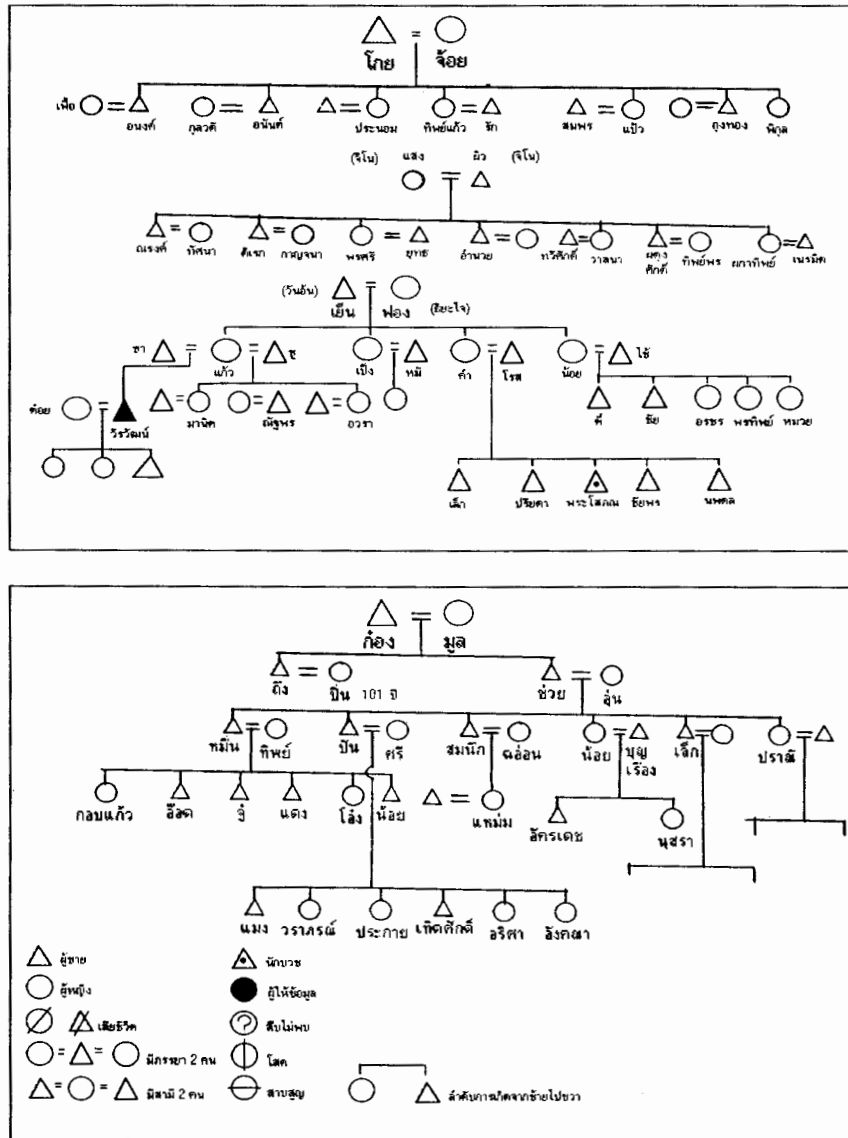 โกย จ้อย
เพื้อ อนงค์ กุลวดี อนันต์ ประนอม ทิพย์แก้ว รัก สมพร แป้ว ถุงทอง พิกุล
(จิโน) แสง ผิว (จิโน)
ณรงค์ ทัศนา ดิเรก กาญจนา พรศรี ยุทธ อำนวย ทวีศักดิ์ วาสนา ผดุงศักดิ์ ทิพย์พร ผกาทิพย์ เนรมิต
(วันอ้น) เย็น ฟอง (ธิยะใจ)
ชา แก้ว ชู เป็ง หมี คำ โรส น้อย ไช้
ต๋อย วีรวัฒน์ มานิต ณัฐพร อวรา ตี๋ ชัย อรชร พรทิพย์ หมวย
เล็ก ปรียดา พระโสภณ ชัยพร นพดล
ก๋อง มูล
ถึง ปิ่น 101 ปี ช่วย อุ่น
หมื่น ทิพย์ ปัน ศรี สมนึก ฉอ่อน น้อย บุญเรือง เจ็ก ปราณี
กอบแก้ว อ๊อด จู๋ แดง โอ๋ง น้อย แหม่ม อัครเดช นุสรา
แมง วราภรณ์ ประกาย เทิดศักดิ์ อริศา อังคณา
ผู้ชาย นักบวช
ผู้หญิง ผู้ให้ข้อมูล
เสียชีวิต สืบไม่พบ
มีภรรยา 2 คน โสด
มีสามี 2 คน สาบสูญ ลำดับการเกิดจากซ้ายไปขวา